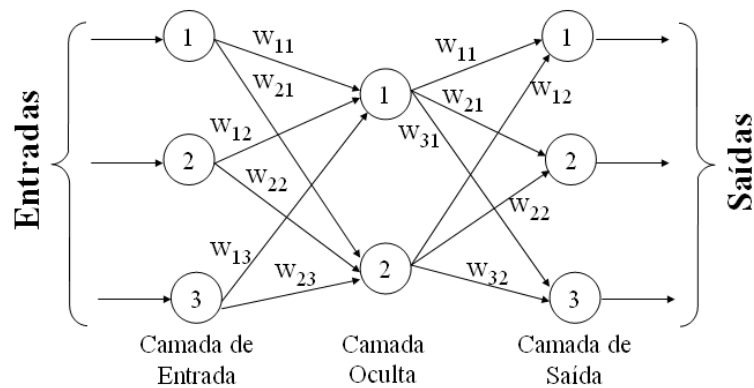 Entradas
1
2
3
W11
W21
W12
W22
W13
W23
1
2
W11
W21
W12
W31
W22
W32
1
2
3
Saídas
Camada de
Entrada
Camada
Oculta
Camada de
Saída